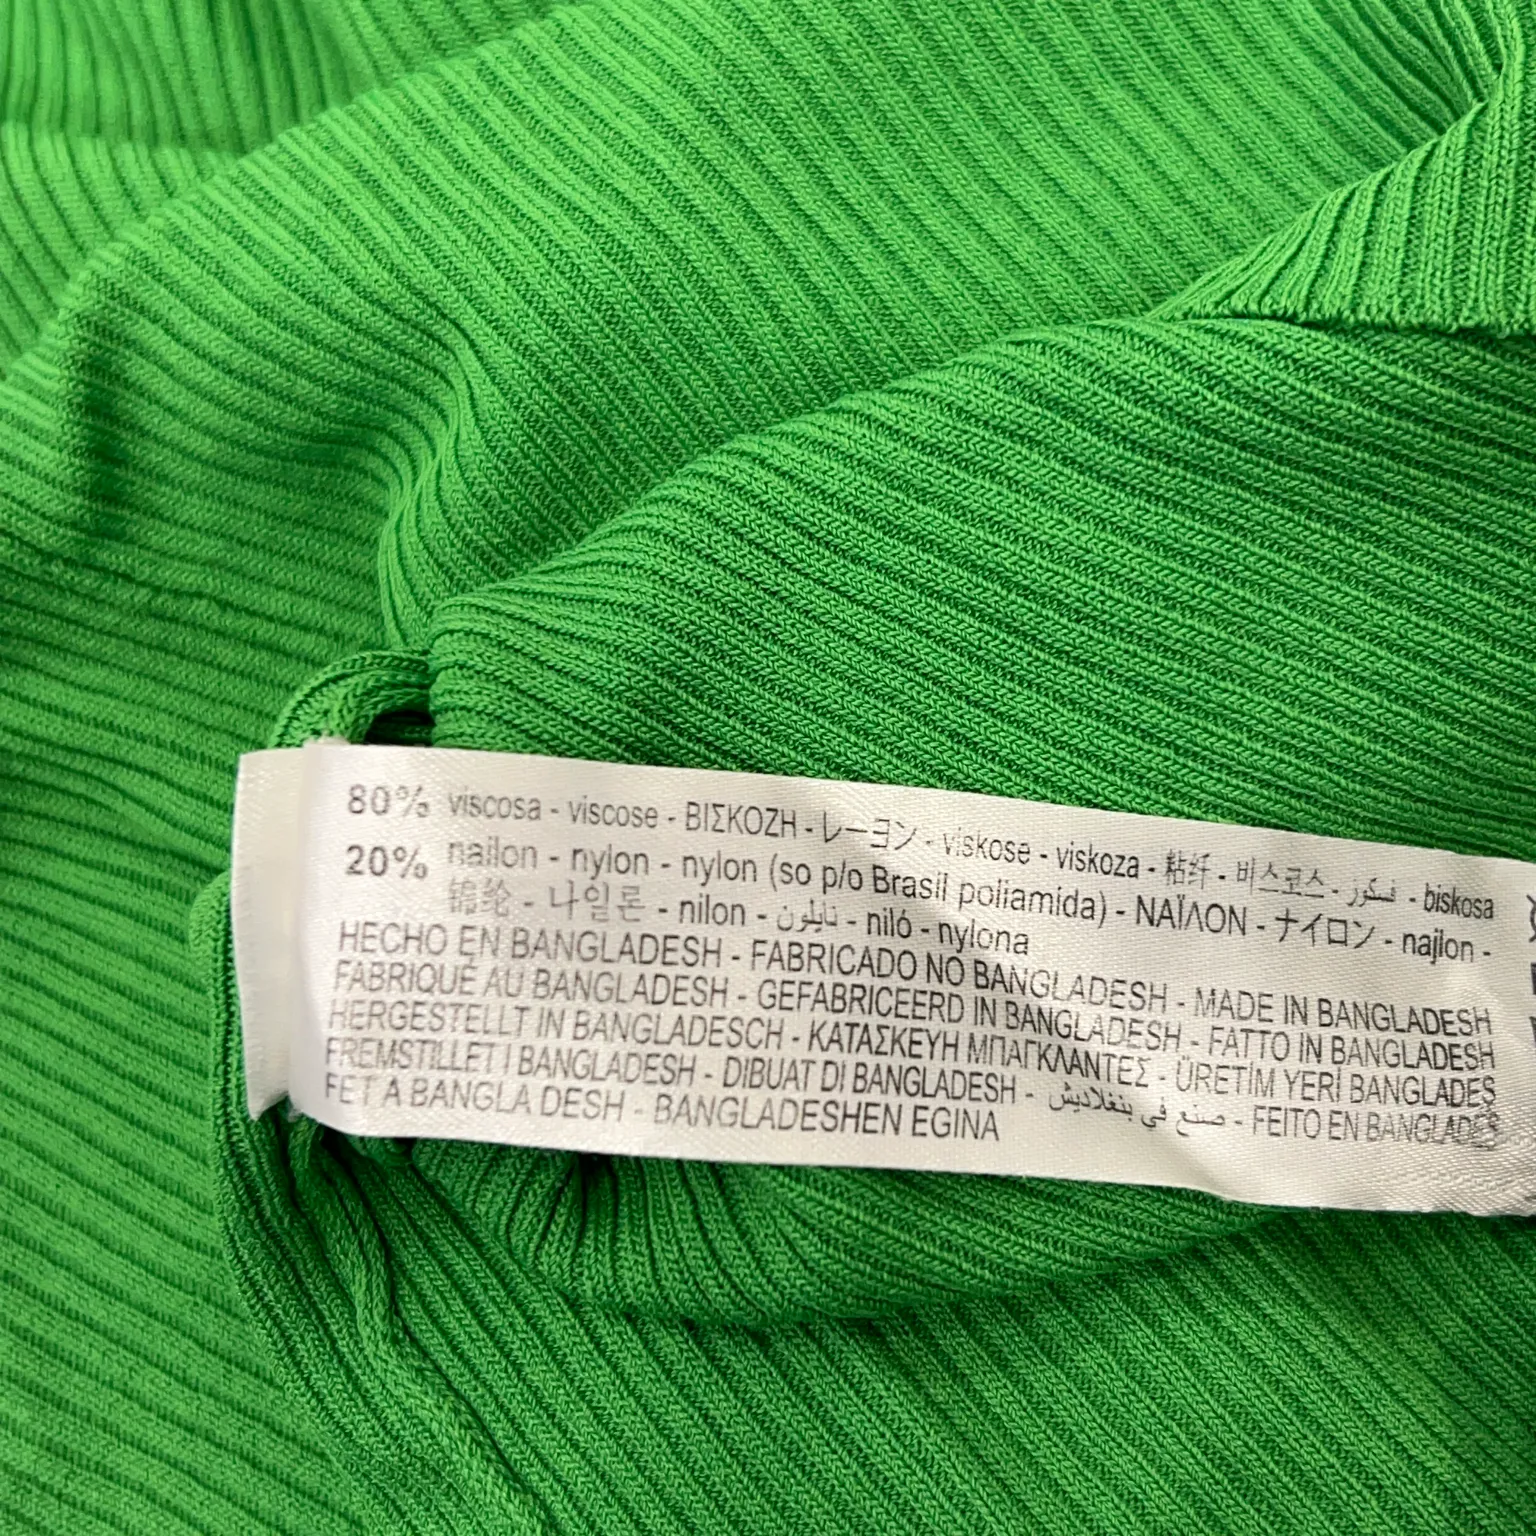 80% viscosa - viscose - ΒΙΣΚΟΖΗ - レーヨン - viskose - viskoza - 粘纤 - 비스코스 - فسكوز - biskosa
20% nailon - nylon - nylon (so p/o Brasil poliamida) - ΝΑΪΛΟΝ - ナイロン - najlon -
锦纶 - 나일론 - nilon - نايلون - niló - nylona
HECHO EN BANGLADESH - FABRICADO NO BANGLADESH - MADE IN BANGLADESH
FABRIQUÉ AU BANGLADESH - GEFABRICEERD IN BANGLADESH - FATTO IN BANGLADESH
HERGESTELLT IN BANGLADESCH - ΚΑΤΑΣΚΕΥΗ ΜΠΑΓΚΛΑΝΤΕΣ - ÜRETİM YERİ BANGLADEŞ
FREMSTILLET I BANGLADESH - DIBUAT DI BANGLADESH - صنع في بنغلاديش - FEITO EN BANGLADÉS
FET A BANGLA DESH - BANGLADESHEN EGINA